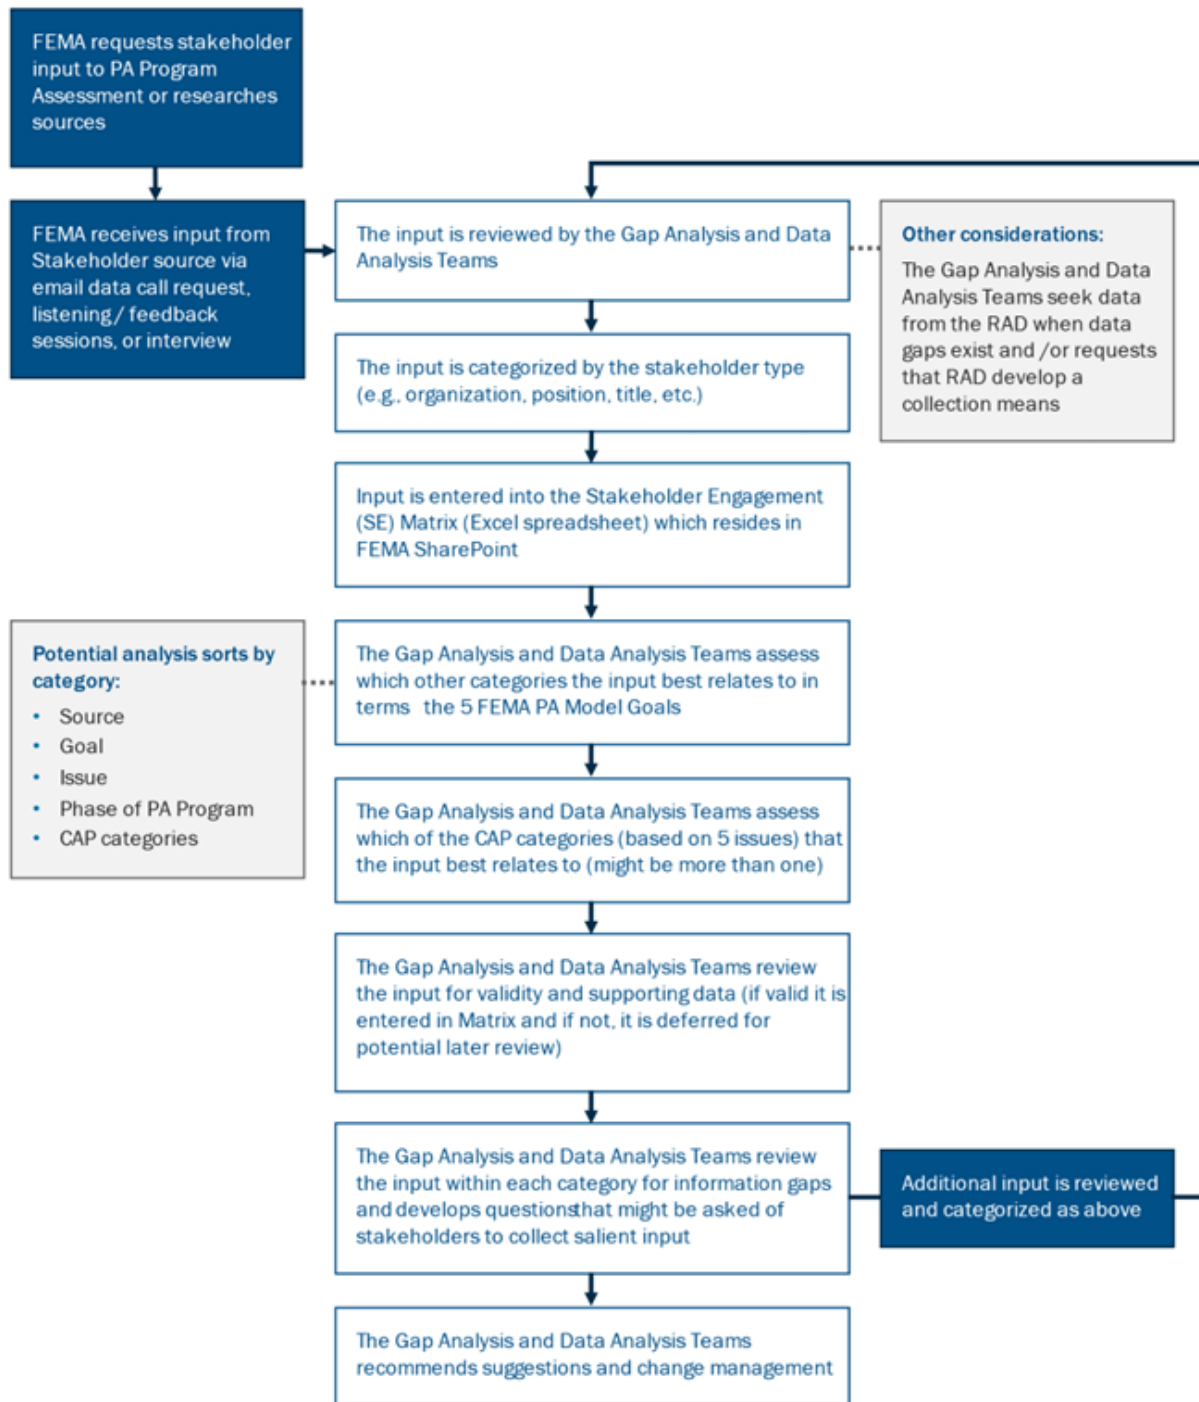 FEMA requests stakeholder
input to PA Program
Assessment or researches
sources
FEMA receives input from
Stakeholder source via
email data call request,
listening/ feedback
sessions, or interview
The input is reviewed by the Gap Analysis and Data
Analysis Teams
Other considerations:
The Gap Analysis and Data
Analysis Teams seek data
from the RAD when data
gaps exist and /or requests
that RAD develop a
collection means
The input is categorized by the stakeholder type
(e.g., organization, position, title, etc.)
Input is entered into the Stakeholder Engagement
(SE) Matrix (Excel spreadsheet) which resides in
FEMA SharePoint
Potential analysis sorts by
category:
• Source
• Goal
• Issue
• Phase of PA Program
• CAP categories
The Gap Analysis and Data Analysis Teams assess
which other categories the input best relates to in
terms the 5 FEMA PA Model Goals
The Gap Analysis and Data Analysis Teams assess
which of the CAP categories (based on 5 issues) that
the input best relates to (might be more than one)
The Gap Analysis and Data Analysis Teams review
the input for validity and supporting data (if valid it is
entered in Matrix and if not, it is deferred for
potential later review)
The Gap Analysis and Data Analysis Teams review
the input within each category for information gaps
and develops questionsthat might be asked of
stakeholders to collect salient input
Additional input is reviewed
and categorized as above
The Gap Analysis and Data Analysis Teams
recommends suggestions and change management